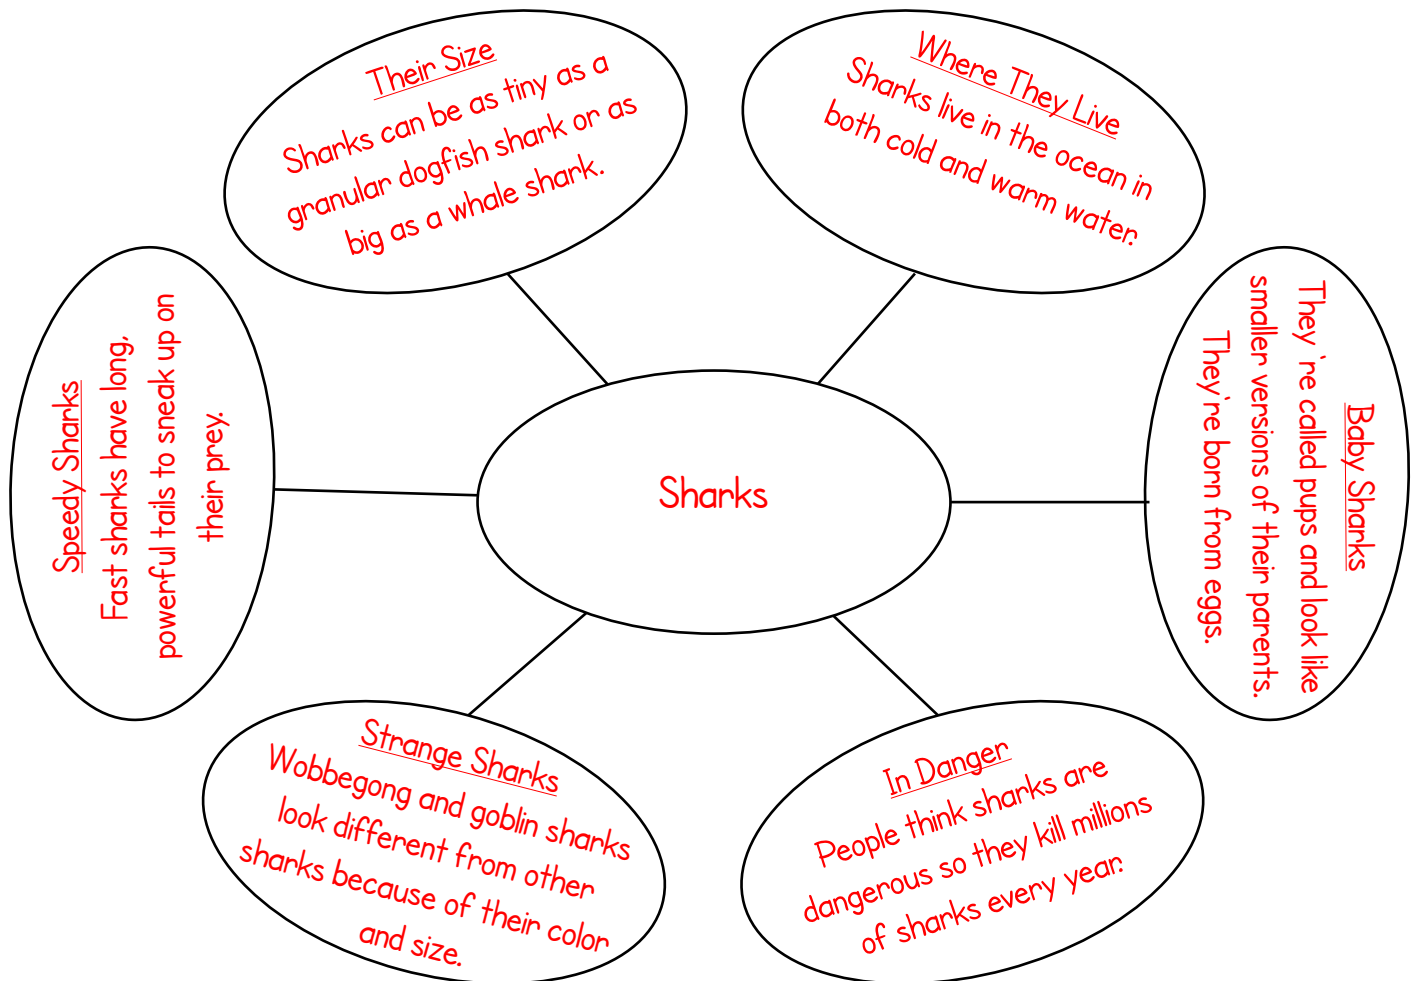 Their Size
Sharks can be as tiny as a
granular dogfish shark or as
big as a whale shark.
Where They Live
Sharks live in the ocean in
both cold and warm water.
Speedy Sharks
Fast sharks have long,
powerful tails to sneak up on
their prey.
Sharks
Baby Sharks
They 're called pups and look like
smaller versions of their parents.
They're born from eggs.
Strange Sharks
Wobbegong and goblin sharks
look different from other
sharks because of their color
and size.
In Danger
People think sharks are
dangerous so they kill millions
of sharks every year.